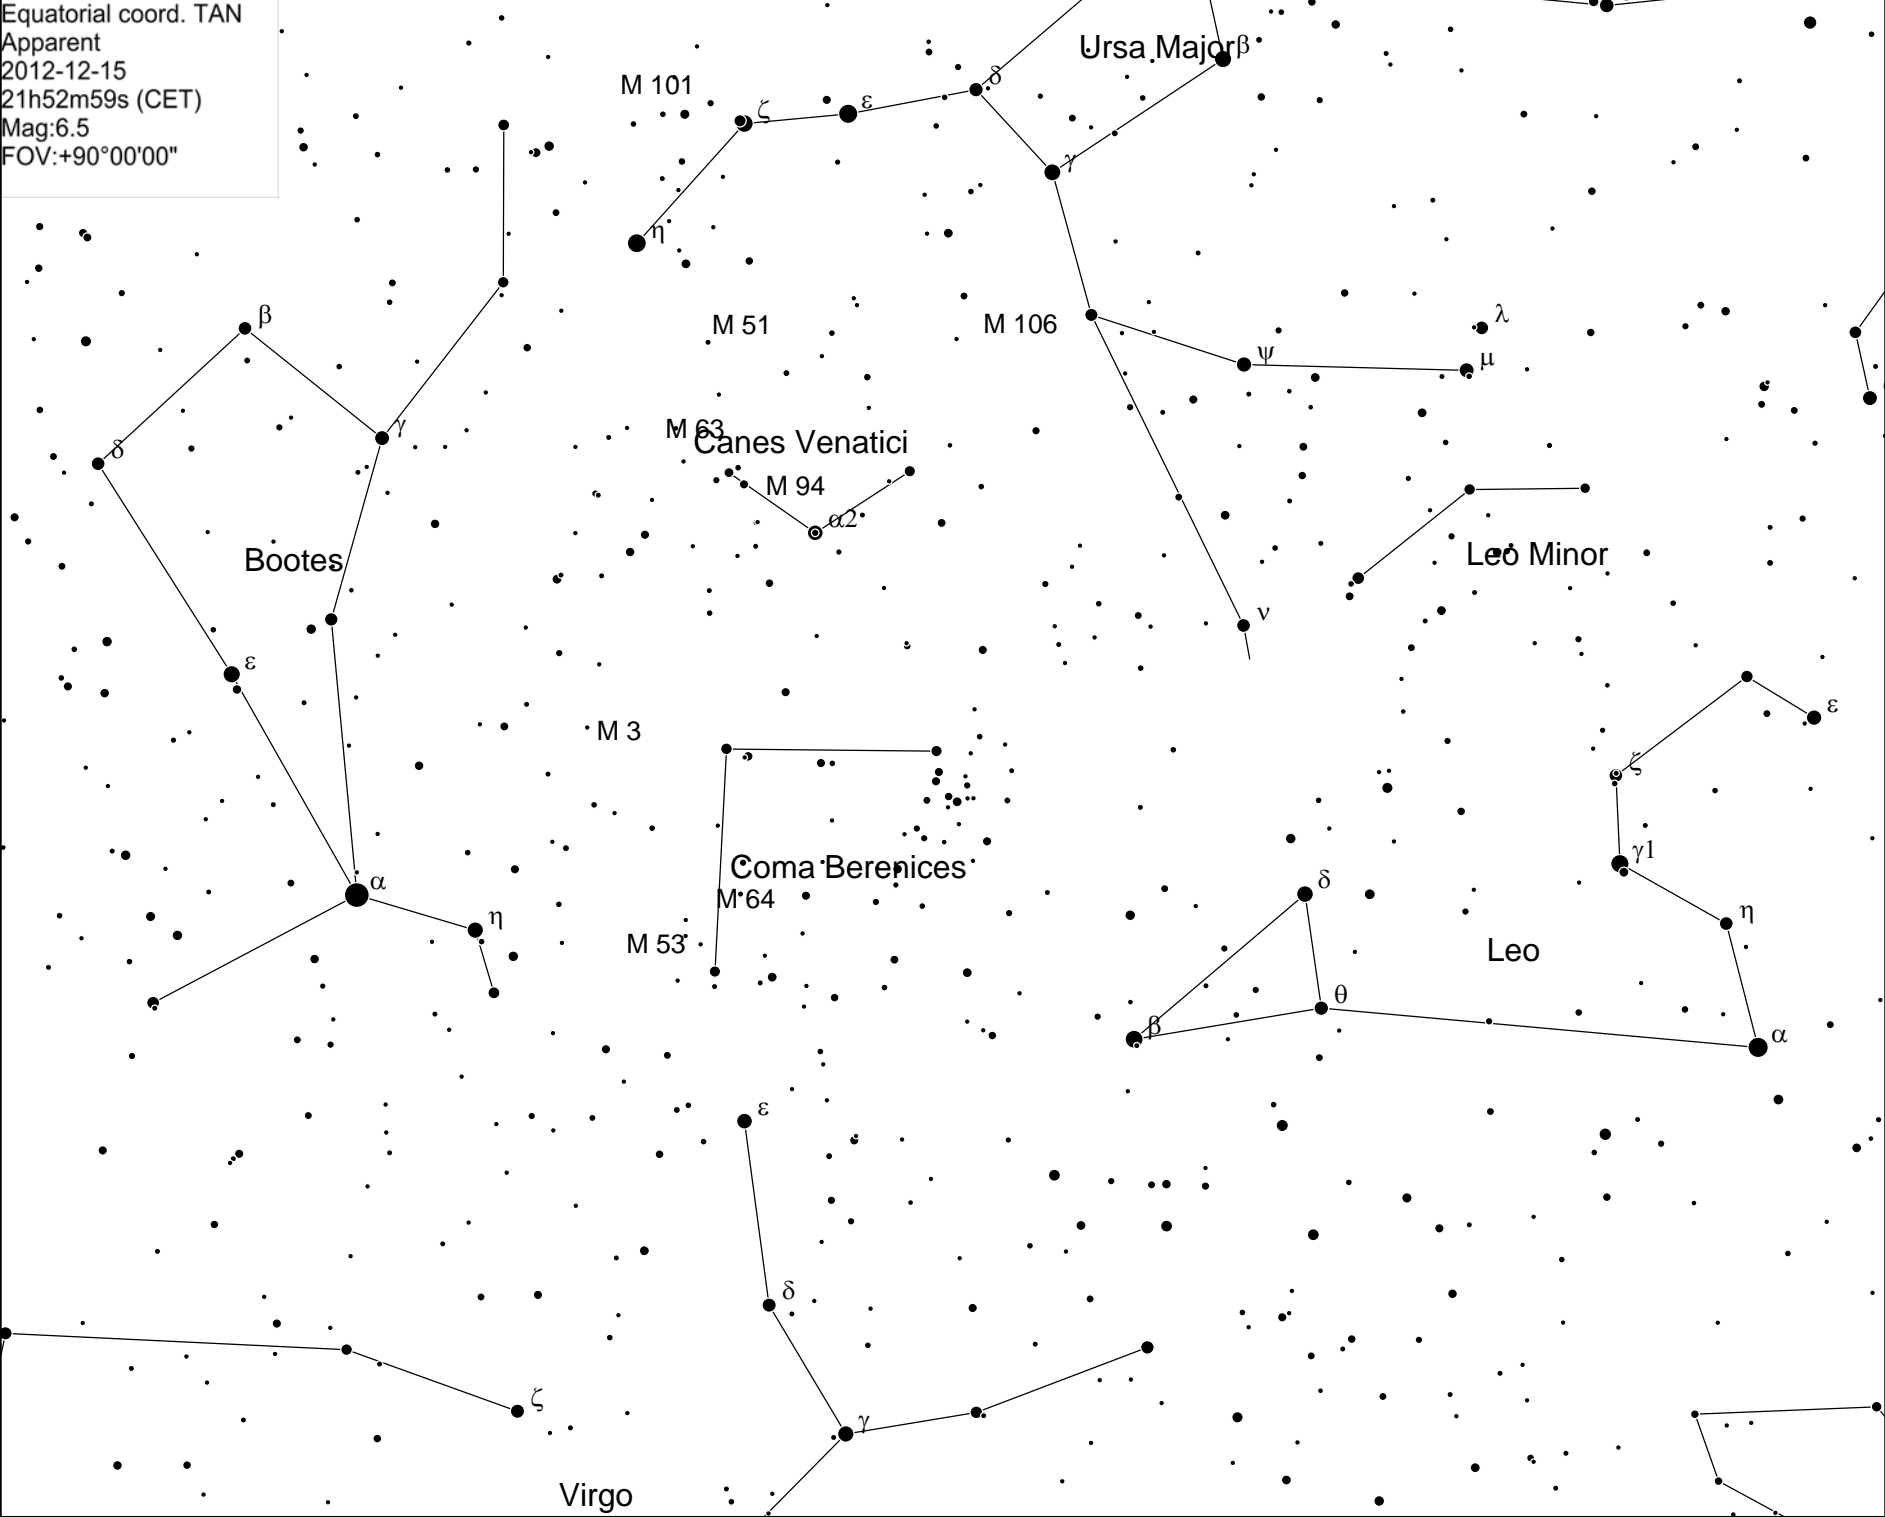 Equatorial coord. TAN
Apparent
2012-12-15
21h52m59s (CET)
Mag:6.5
FOV:+90°00'00"
Ursa Major β
δ
M 101
ζ
ε
γ
η
β
M 51
M 106
λ
ψ
μ
γ
M 63
Canes Venatici
δ
M 94
α2
Bootes
Leo Minor
ν
ε
ε
M 3
ζ
γ1
Coma Berenices
α
δ
M 64
η
η
M 53
Leo
θ
β
α
ε
δ
ζ
γ
Virgo